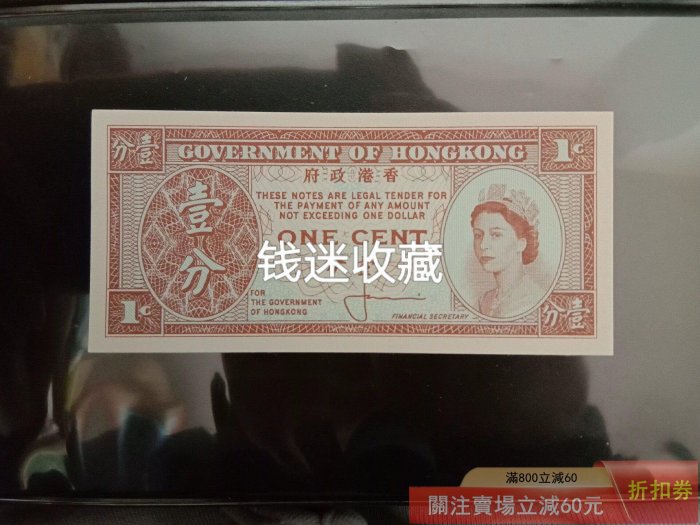 分壹
GOVERNMENT OF HONGKONG
1c
府政港香
THESE NOTES ARE LEGAL TENDER FOR
THE PAYMENT OF ANY AMOUNT
NOT EXCEEDING ONE DOLLAR
壹
分
ONE CENT
钱迷收藏
FOR
THE GOVERNMENT
OF HONGKONG
FINANCIAL SECRETARY
1c
分壹
滿800立減60
關注賣場立減60元
折扣券